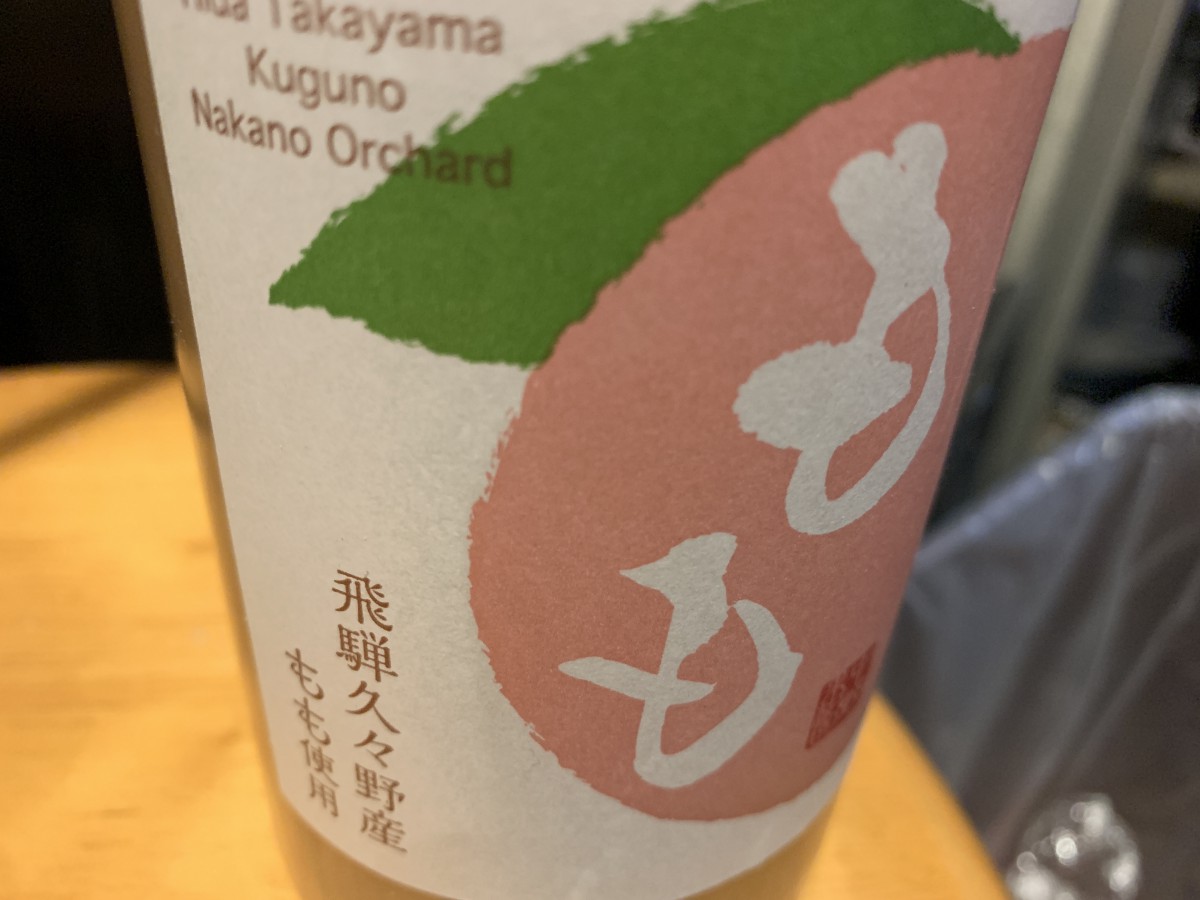 Takayama
Kuguno
Nakano Orchard
もも
飛騨久々野産
もも使用